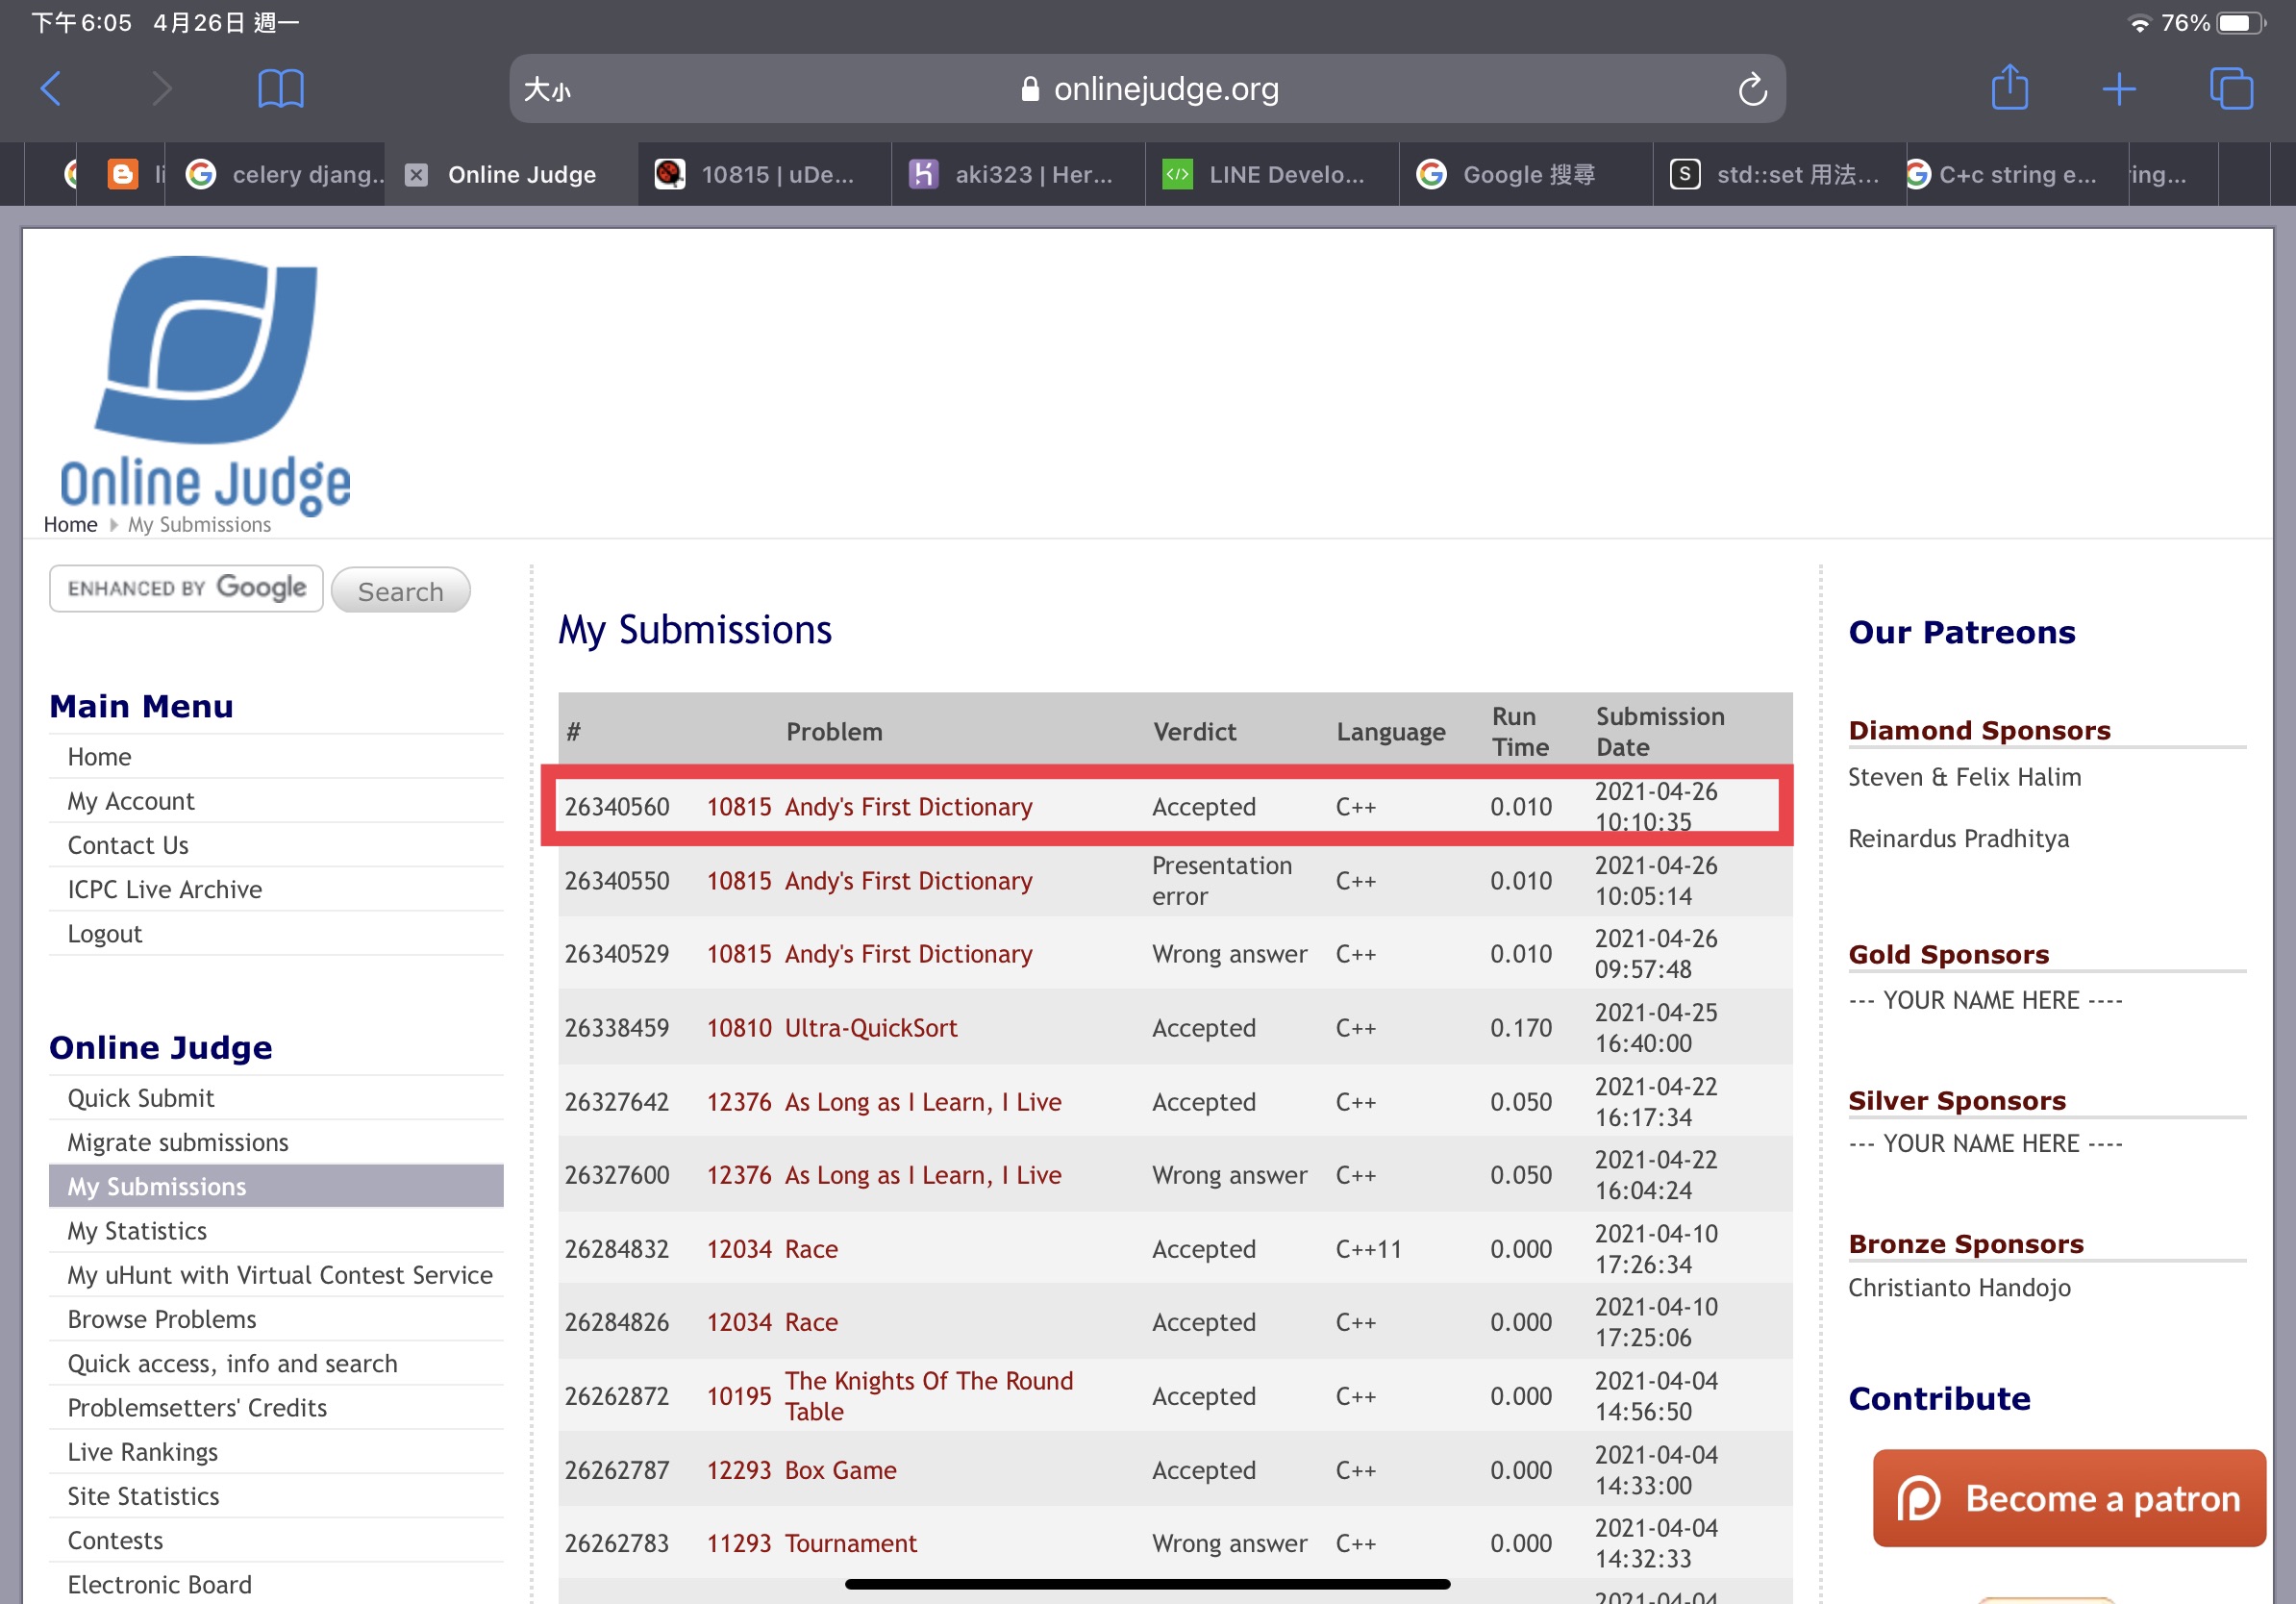 下午6:05 4月26日 週一
76%
大小
onlinejudge.org
li
celery djang...
Online Judge
10815 | uDe...
aki323 | Her...
LINE Develo...
Google 搜尋
std::set 用法...
C+c string e...
ing...
Online Judge
Home My Submissions
ENHANCED BY Google
Search
Main Menu
Home
My Account
Contact Us
ICPC Live Archive
Logout
Online Judge
Quick Submit
Migrate submissions
My Submissions
My Statistics
My uHunt with Virtual Contest Service
Browse Problems
Quick access, info and search
Problemsetters' Credits
Live Rankings
Site Statistics
Contests
Electronic Board
My Submissions
# Problem Verdict Language Run Time Submission Date
26340560 10815 Andy's First Dictionary Accepted C++ 0.010 2021-04-26 10:10:35
26340550 10815 Andy's First Dictionary Presentation error C++ 0.010 2021-04-26 10:05:14
26340529 10815 Andy's First Dictionary Wrong answer C++ 0.010 2021-04-26 09:57:48
26338459 10810 Ultra-QuickSort Accepted C++ 0.170 2021-04-25 16:40:00
26327642 12376 As Long as I Learn, I Live Accepted C++ 0.050 2021-04-22 16:17:34
26327600 12376 As Long as I Learn, I Live Wrong answer C++ 0.050 2021-04-22 16:04:24
26284832 12034 Race Accepted C++11 0.000 2021-04-10 17:26:34
26284826 12034 Race Accepted C++ 0.000 2021-04-10 17:25:06
26262872 10195 The Knights Of The Round Table Accepted C++ 0.000 2021-04-04 14:56:50
26262787 12293 Box Game Accepted C++ 0.000 2021-04-04 14:33:00
26262783 11293 Tournament Wrong answer C++ 0.000 2021-04-04 14:32:33
2021-04-04
Our Patreons
Diamond Sponsors
Steven & Felix Halim
Reinardus Pradhitya
Gold Sponsors
--- YOUR NAME HERE ----
Silver Sponsors
--- YOUR NAME HERE ----
Bronze Sponsors
Christianto Handojo
Contribute
Become a patron